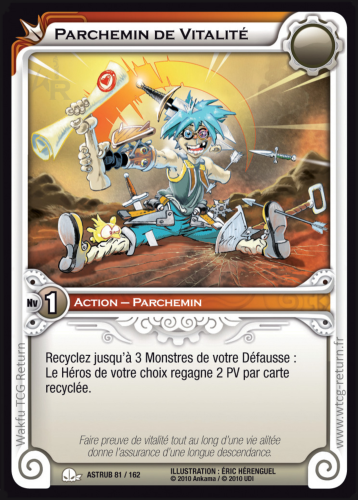 Parchemin de Vitalité
Nv 1
Action – Parchemin
Recyclez jusqu'à 3 Monstres de votre Défausse :
Le Héros de votre choix regagne 2 PV par carte
recyclée.
Faire preuve de vitalité tout au long d'une vie alitée
donne l'assurance d'une longue descendance.
ASTRUB 81 / 162
ILLUSTRATION : ÉRIC HÉRENGUEL
© 2010 Ankama / © 2010 UDI
Wakfu TCG Return
www.wtcg-return.fr